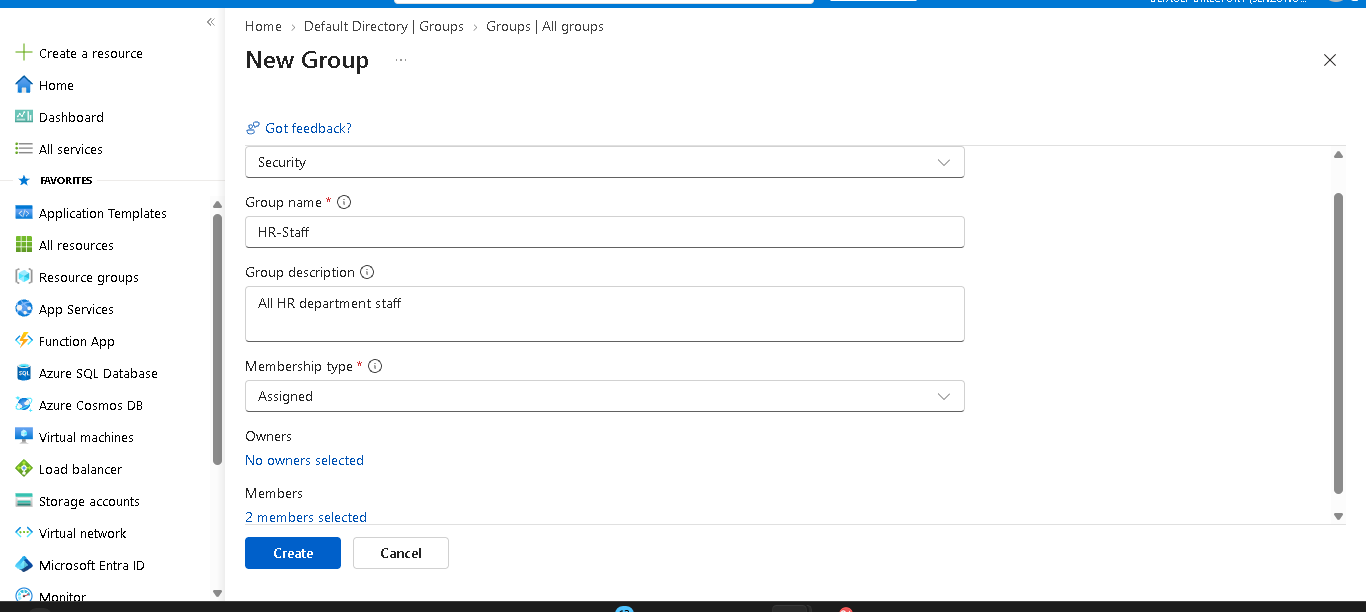 «
Create a resource
Home
Dashboard
All services
FAVORITES
Application Templates
All resources
Resource groups
App Services
Function App
Azure SQL Database
Azure Cosmos DB
Virtual machines
Load balancer
Storage accounts
Virtual network
Microsoft Entra ID
Monitor
Home > Default Directory | Groups > Groups | All groups
New Group ...
Got feedback?
Security
Group name *
HR-Staff
Group description
All HR department staff
Membership type *
Assigned
Owners
No owners selected
Members
2 members selected
Create Cancel